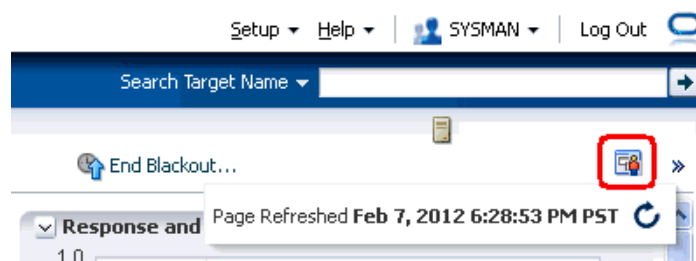 Setup Help SYSMAN Log Out
Search Target Name
End Blackout...
Page Refreshed Feb 7, 2012 6:28:53 PM PST
Response and
1.0